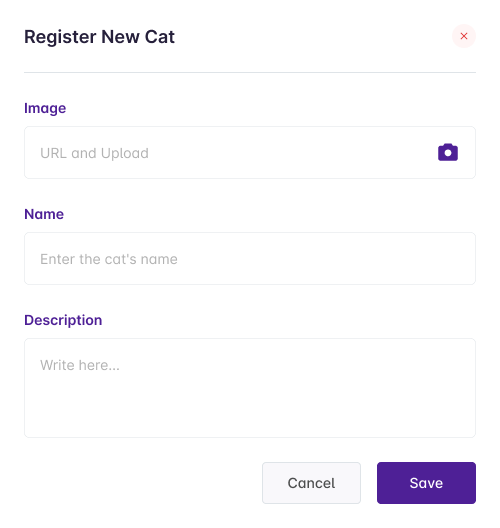 Register New Cat
Image
URL and Upload
Name
Enter the cat's name
Description
Write here...
Cancel
Save